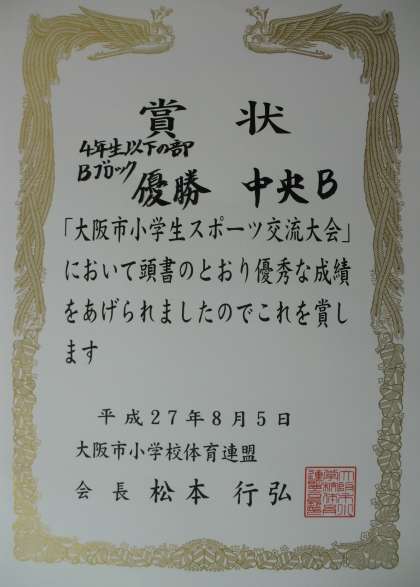 賞状
4年生以下の部
Bブロック
優勝 中央B
「大阪市小学生スポーツ交流大会」
において頭書のとおり優秀な成績
をあげられましたのでこれを賞し
ます
平成27年8月5日
大阪市小学校体育連盟
会長 松本 行弘